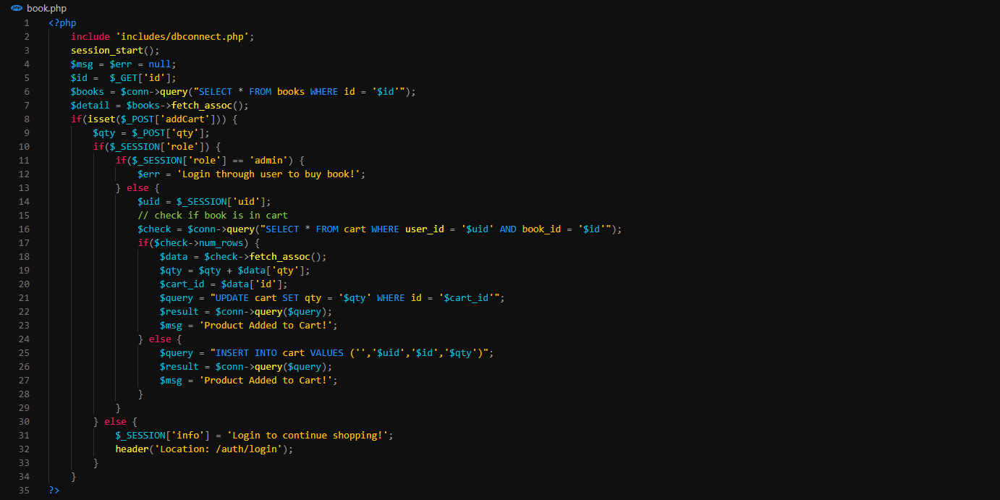 php book.php
1 <?php
2 include 'includes/dbconnect.php';
3 session_start();
4 $msg = $err = null;
5 $id =  $_GET['id'];
6 $books = $conn->query("SELECT * FROM books WHERE id = '$id'");
7 $detail = $books->fetch_assoc();
8 if(isset($_POST['addCart'])) {
9 $qty = $_POST['qty'];
10 if($_SESSION['role']) {
11 if($_SESSION['role'] == 'admin') {
12 $err = 'Login through user to buy book!';
13 } else {
14 $uid = $_SESSION['uid'];
15 // check if book is in cart
16 $check = $conn->query("SELECT * FROM cart WHERE user_id = '$uid' AND book_id = '$id'");
17 if($check->num_rows) {
18 $data = $check->fetch_assoc();
19 $qty = $qty + $data['qty'];
20 $cart_id = $data['id'];
21 $query = "UPDATE cart SET qty = '$qty' WHERE id = '$cart_id'";
22 $result = $conn->query($query);
23 $msg = 'Product Added to Cart!';
24 } else {
25 $query = "INSERT INTO cart VALUES ('','$uid','$id','$qty')";
26 $result = $conn->query($query);
27 $msg = 'Product Added to Cart!';
28 }
29 }
30 } else {
31 $_SESSION['info'] = 'Login to continue shopping!';
32 header('Location: /auth/login');
33 }
34 }
35 ?>